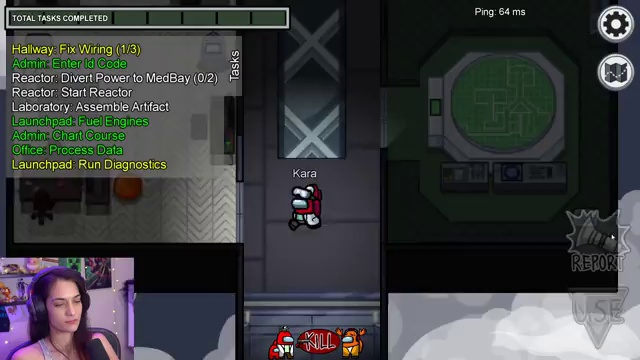 TOTAL TASKS COMPLETED
Ping: 64 ms
Hallway: Fix Wiring (1/3)
Admin: Enter Id Code
Reactor: Divert Power to MedBay (0/2)
Reactor: Start Reactor
Laboratory: Assemble Artifact
Launchpad: Fuel Engines
Admin: Chart Course
Office: Process Data
Launchpad: Run Diagnostics
Tasks
Kara
REPORT
USE
KILL